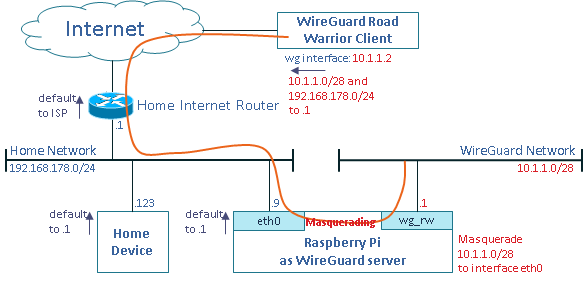 Internet
WireGuard Road
Warrior Client
wg interface:10.1.1.2
10.1.1.0/28 and
192.168.178.0/24
to .1
default
to ISP
Home Internet Router
.1
Home Network
192.168.178.0/24
WireGuard Network
10.1.1.0/28
.123
.9
.1
default
to .1
Home
Device
default
to .1
eth0
Masquerading
wg_rw
Raspberry Pi
as WireGuard server
Masquerade
10.1.1.0/28
to interface eth0